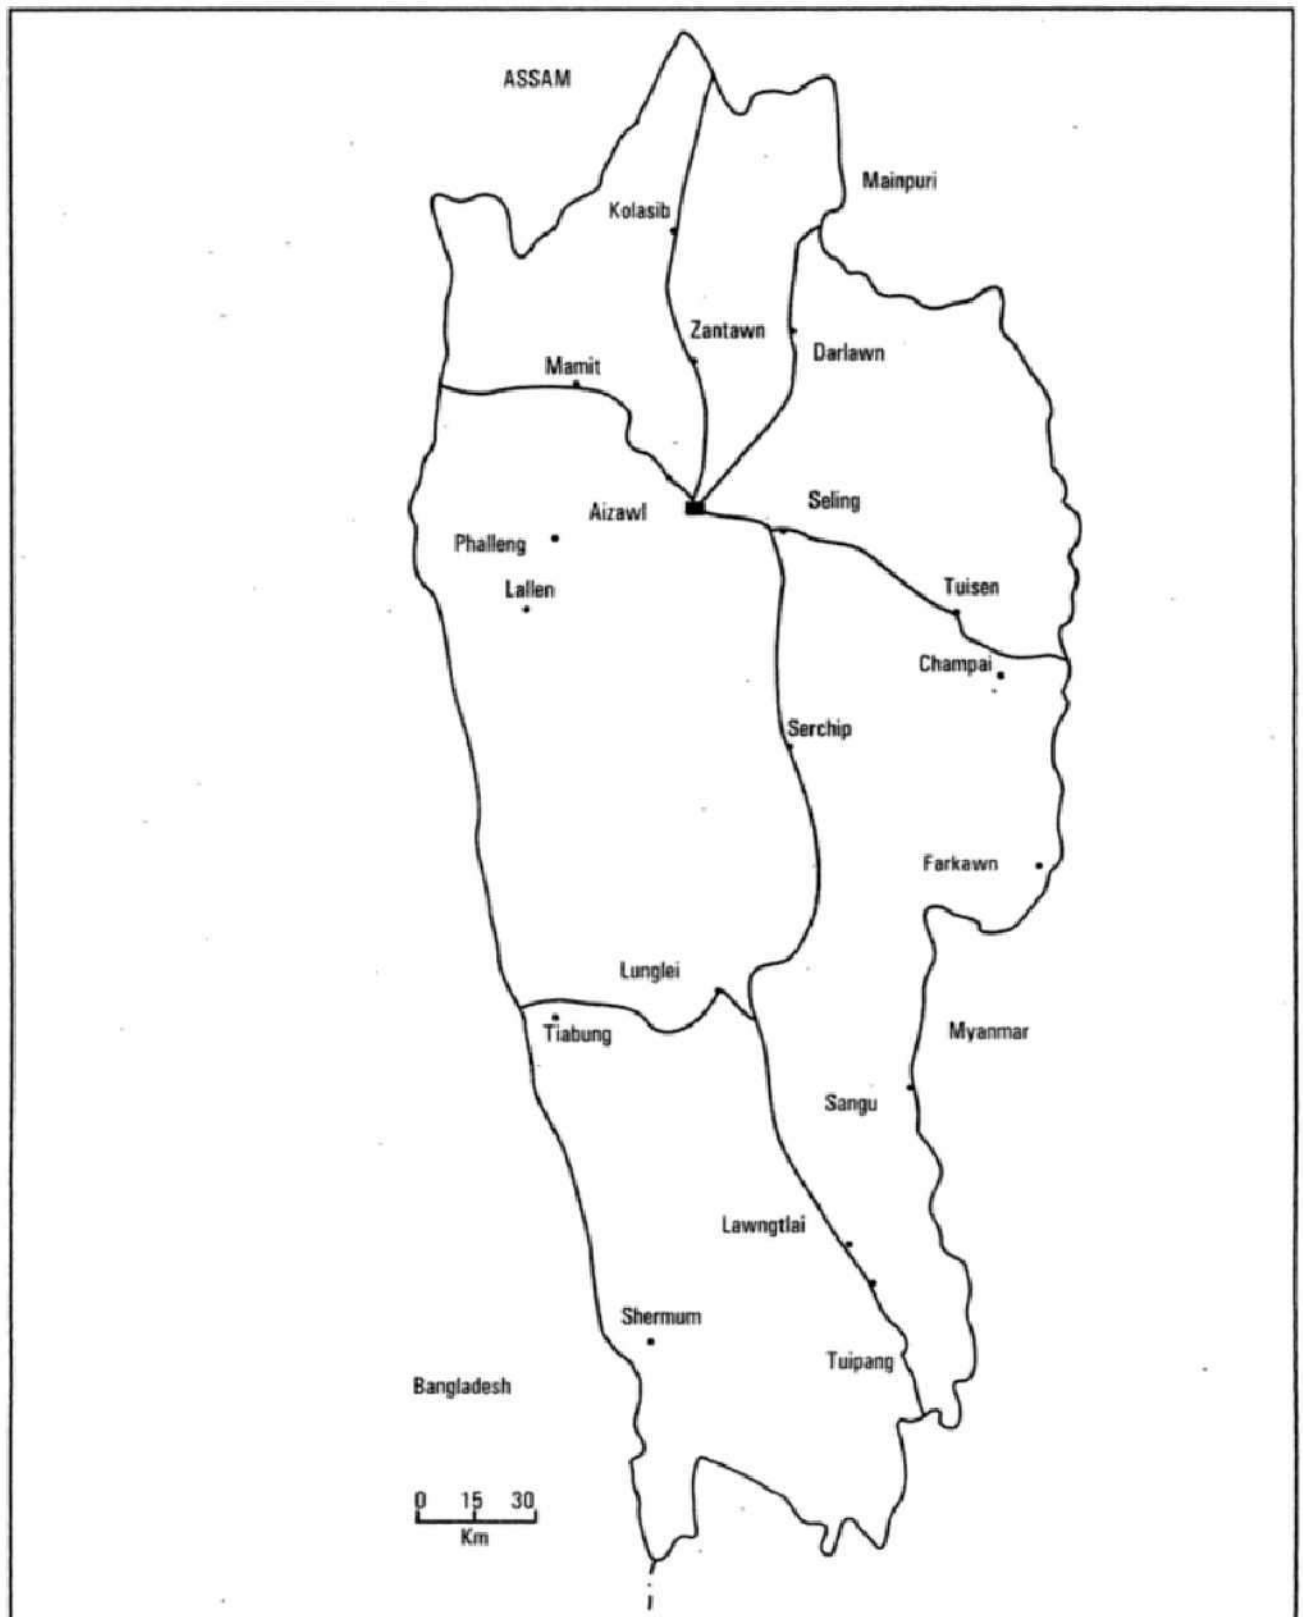 ASSAM
Mainpuri
Kolasib
Zantawn
Darlawn
Mamit
Seling
Aizawl
Phalleng
Lallen
Tuisen
Champai
Serchip
Farkawn
Lunglei
Tiabung
Myanmar
Sangu
Lawngtlai
Shermum
Tuipang
Bangladesh
0 15 30
Km